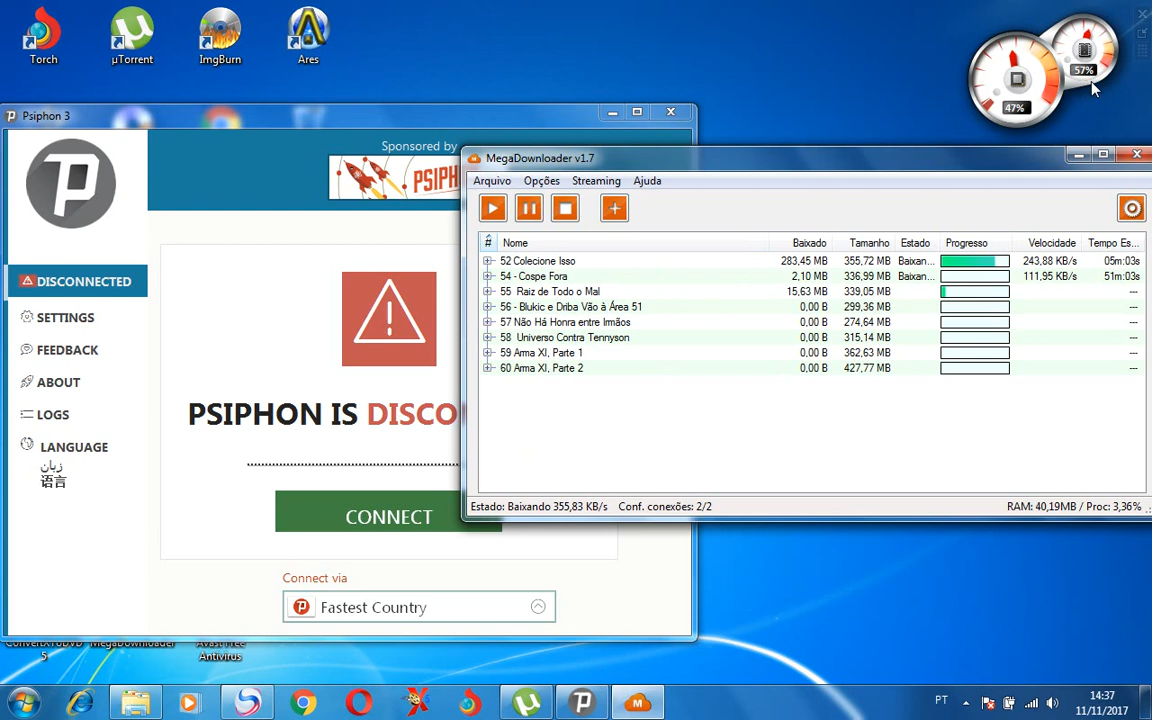 Torch
µTorrent
ImgBurn
Ares
57%
47%
Psiphon 3
Sponsored by
PSIPH
DISCONNECTED
SETTINGS
FEEDBACK
ABOUT
LOGS
LANGUAGE
زبان
语言
PSIPHON IS DISCO
CONNECT
Connect via
Fastest Country
MegaDownloader v1.7
Arquivo Opções Streaming Ajuda
# Nome Baixado Tamanho Estado Progresso Velocidade Tempo Es...
52 Colecione Isso 283,45 MB 355,72 MB Baixan... 243,88 KB/s 05m:03s
54 - Cospe Fora 2,10 MB 336,99 MB Baixan... 111,95 KB/s 51m:03s
55 Raiz de Todo o Mal 15,63 MB 339,05 MB ---
56 - Blukic e Driba Vão à Área 51 0,00 B 299,36 MB ---
57 Não Há Honra entre Irmãos 0,00 B 274,64 MB ---
58 Universo Contra Tennyson 0,00 B 315,14 MB ---
59 Arma XI, Parte 1 0,00 B 362,63 MB ---
60 Arma XI, Parte 2 0,00 B 427,77 MB ---
Estado: Baixando 355,83 KB/s Conf. conexões: 2/2 RAM: 40,19MB / Proc: 3,36%
ConvertXToDVD
5
MegaDownloader
Avast Free
Antivirus
PT
14:37
11/11/2017